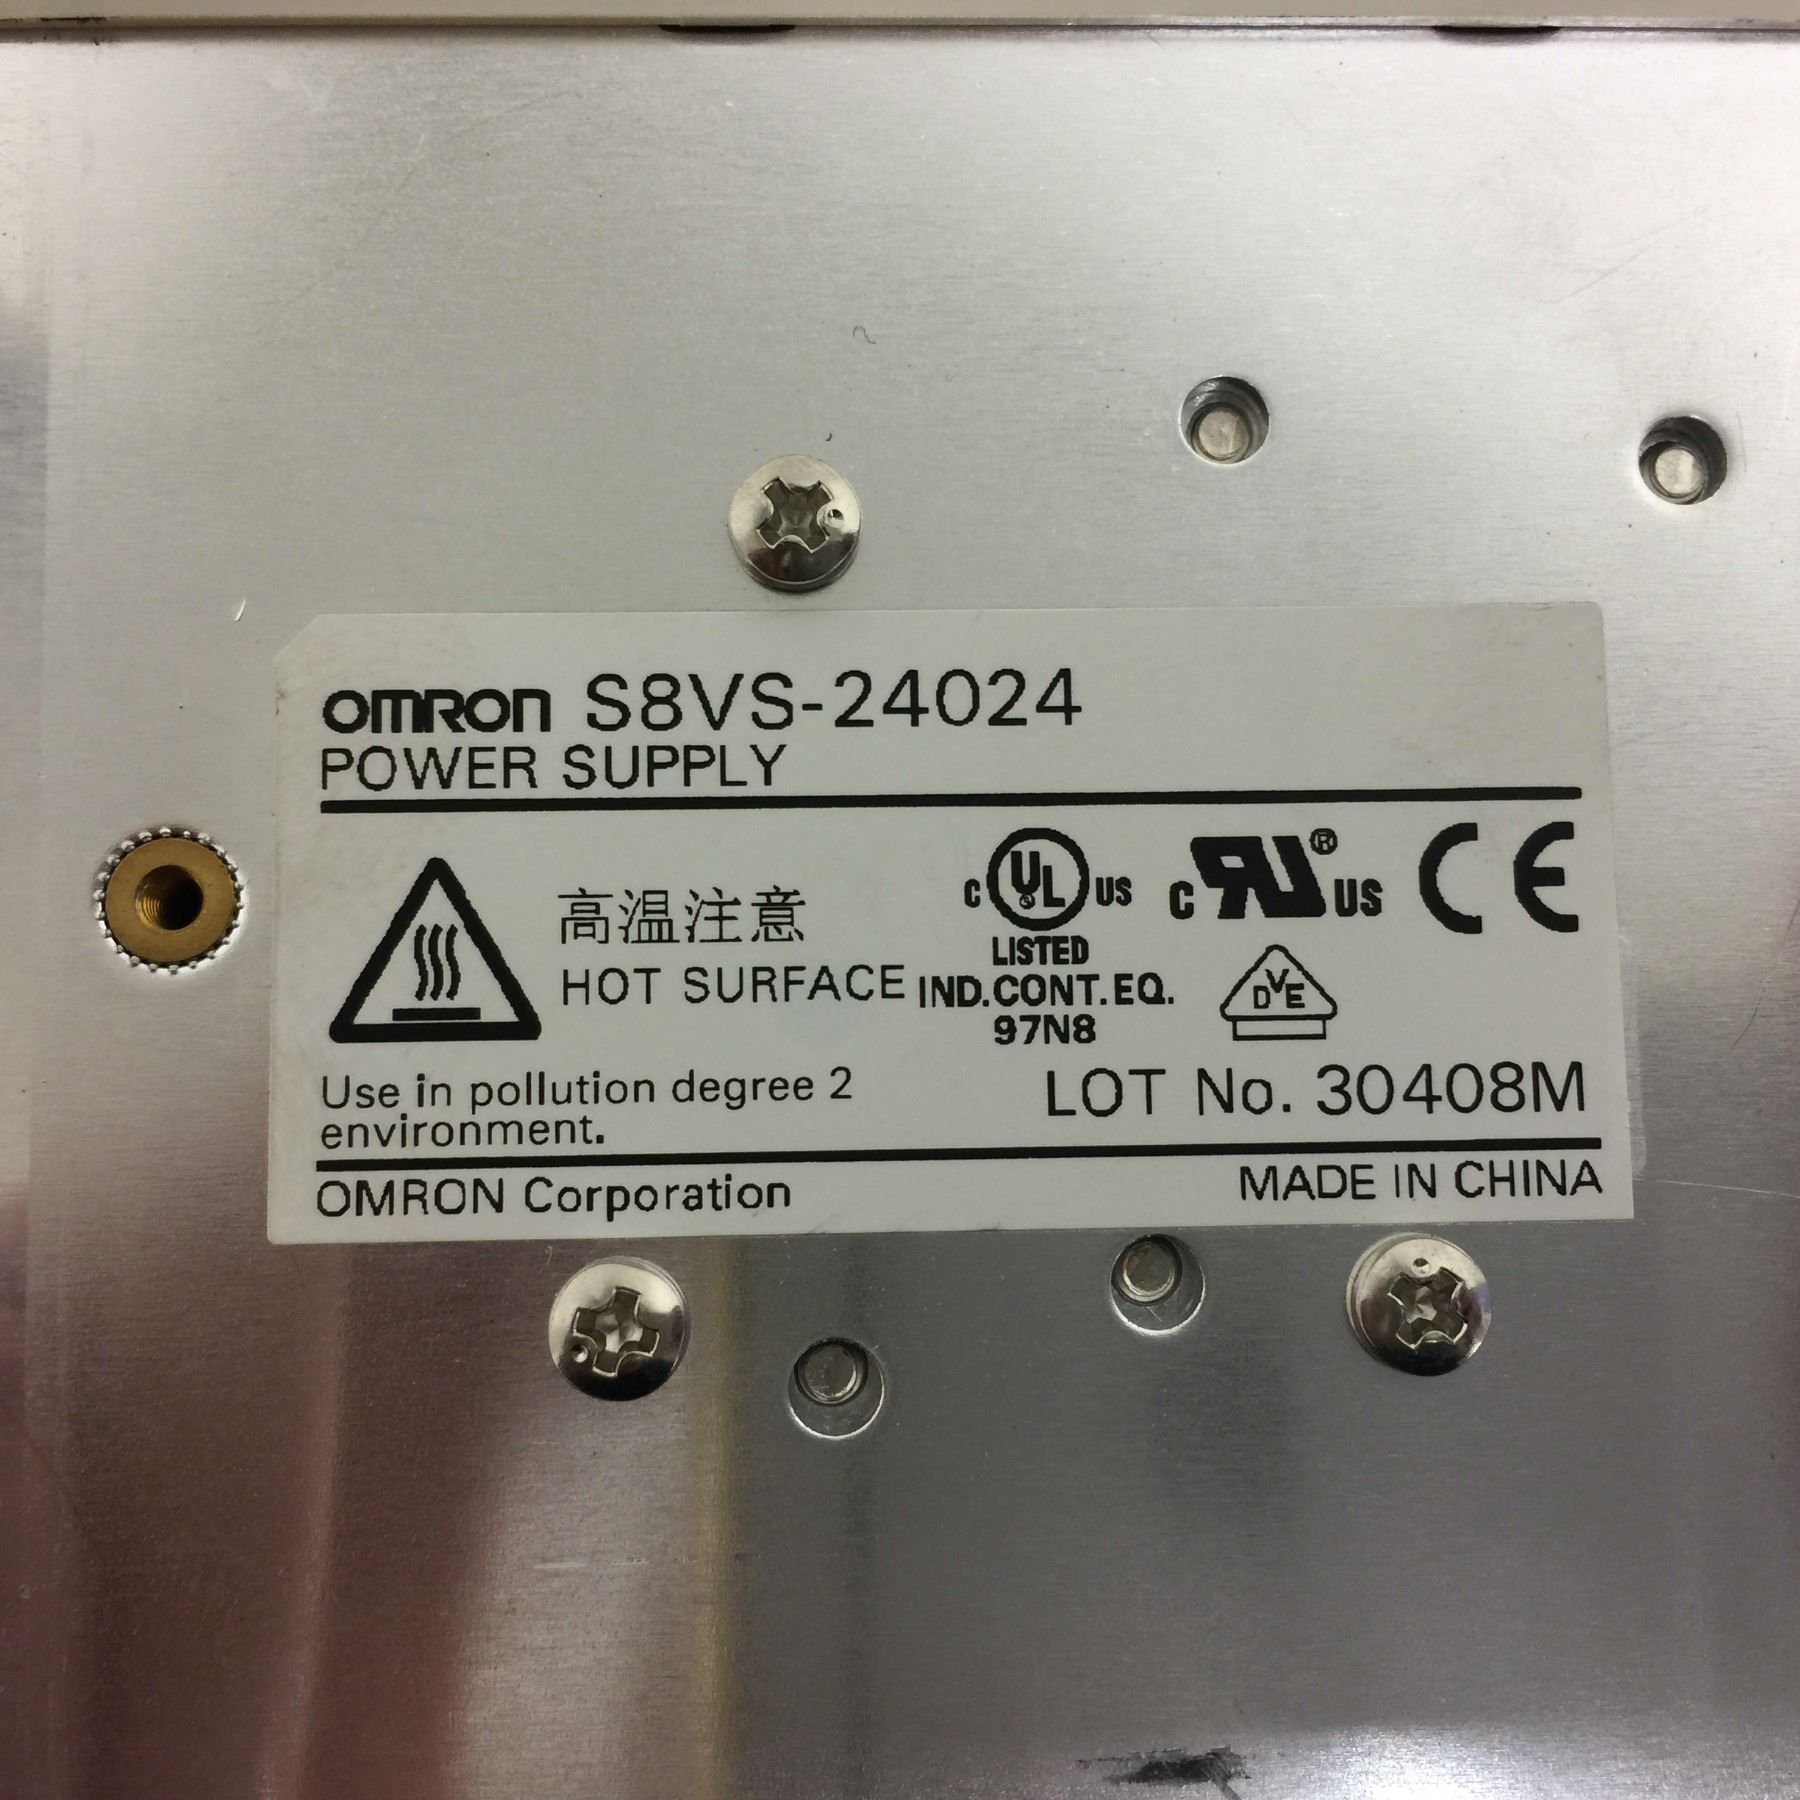 OMRON S8VS-24024
POWER SUPPLY
高温注意
HOT SURFACE
C UL US
LISTED
IND.CONT.EQ.
97N8
C RU® US
CE
DVE
Use in pollution degree 2
environment.
LOT No. 30408M
OMRON Corporation
MADE IN CHINA